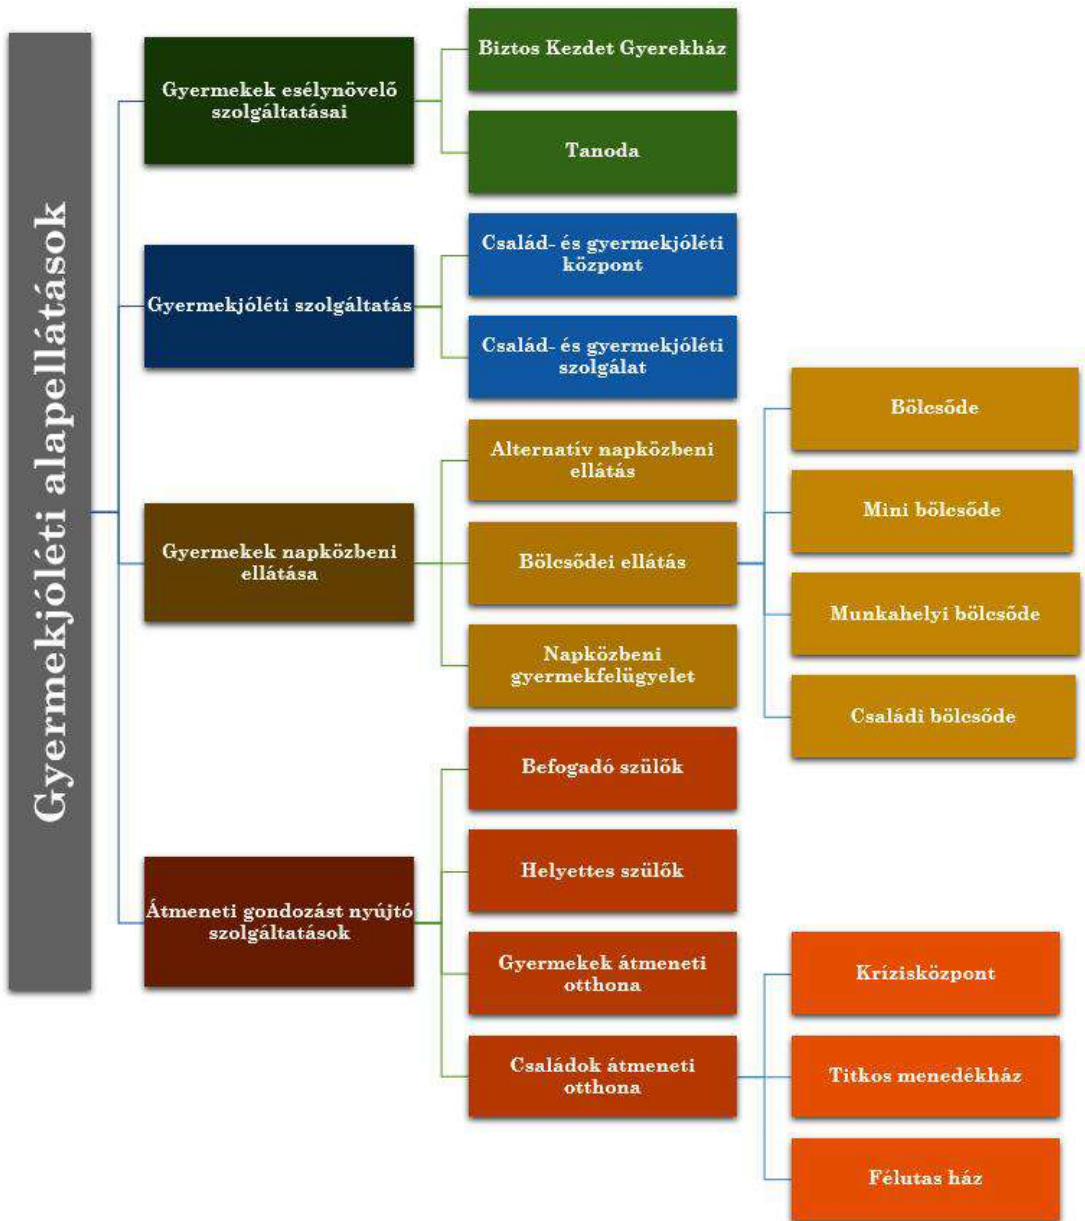 Gyermekjóléti alapellátások
Gyermekek esélynövelő
szolgáltatásai
Biztos Kezdet Gyerekház
Tanoda
Gyermekjóléti szolgáltatás
Család- és gyermekjóléti
központ
Család- és gyermekjóléti
szolgálat
Gyermekek napközbeni
ellátása
Alternatív napközbeni
ellátás
Bölcsődei ellátás
Bölcsőde
Mini bölcsőde
Munkahelyi bölcsőde
Családi bölcsőde
Napközbeni
gyermekfelügyelet
Átmeneti gondozást nyújtó
szolgáltatások
Befogadó szülők
Helyettes szülők
Gyermekek átmeneti
otthona
Családok átmeneti
otthona
Krízisközpont
Titkos menedékház
Félutas ház